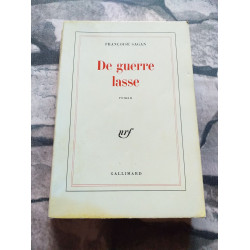 FRANÇOISE SAGAN
De guerre
lasse
roman
nrf
GALLIMARD